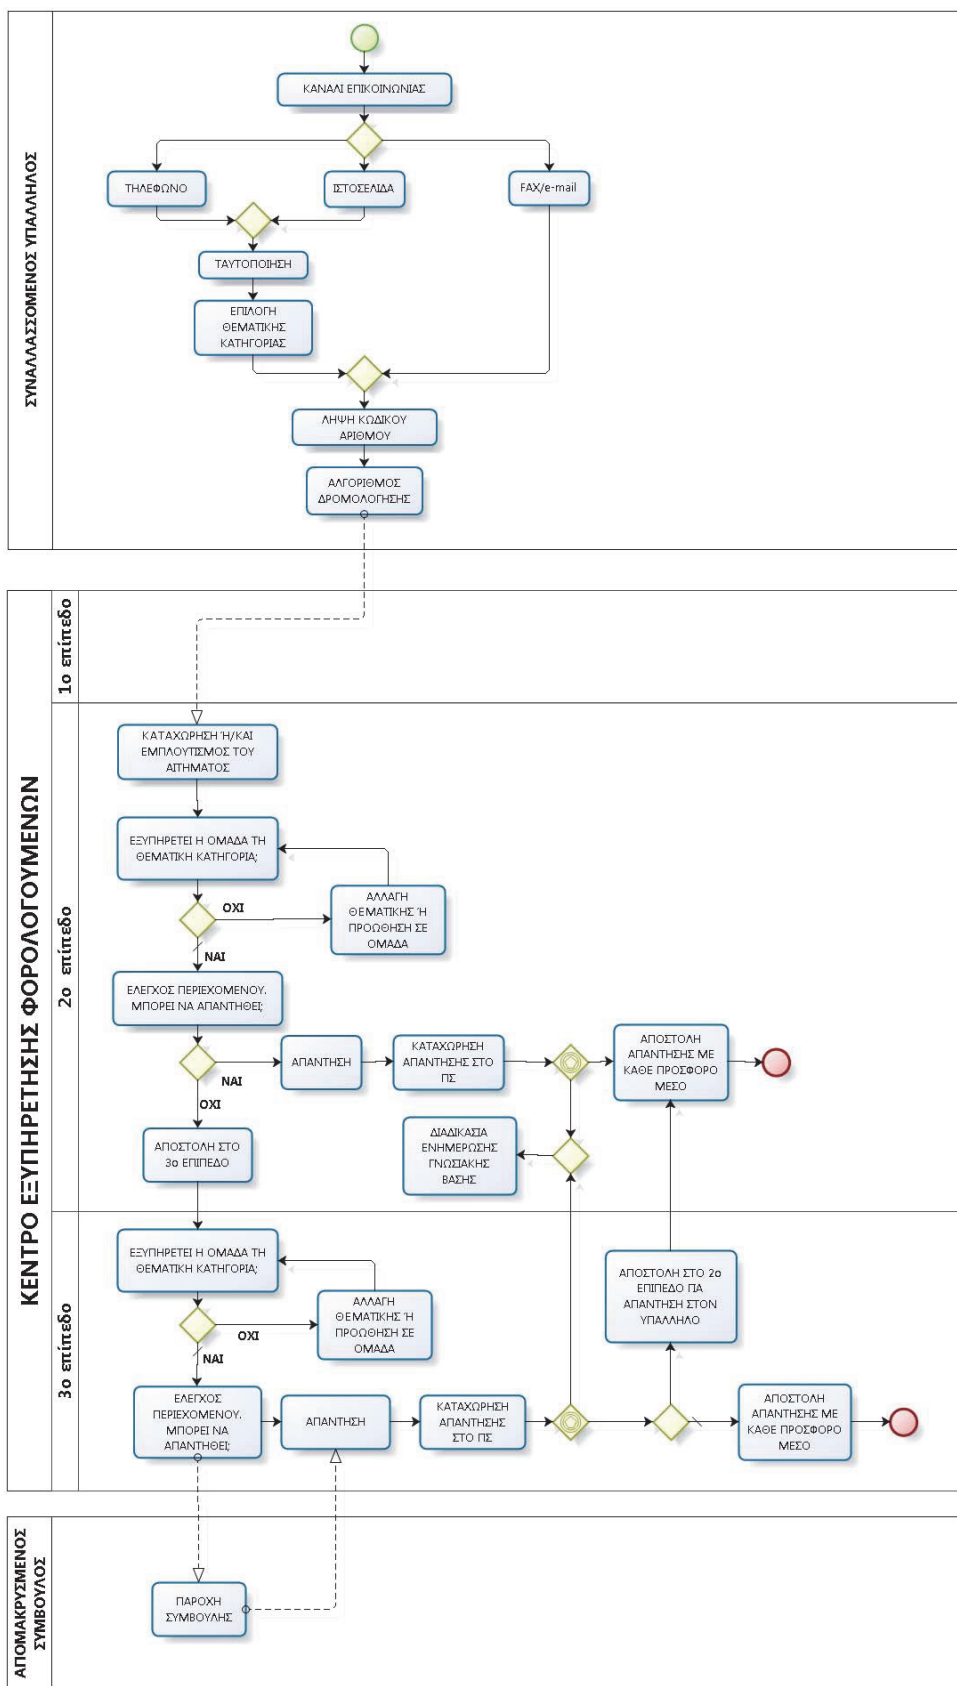 ΣΥΝΑΛΛΑΣΣΟΜΕΝΟΣ ΥΠΑΛΛΗΛΟΣ
ΚΑΝΑΛΙ ΕΠΙΚΟΙΝΩΝΙΑΣ
ΤΗΛΕΦΩΝΟ
ΙΣΤΟΣΕΛΙΔΑ
FAX/e-mail
ΤΑΥΤΟΠΟΙΗΣΗ
ΕΠΙΛΟΓΗ
ΘΕΜΑΤΙΚΗΣ
ΚΑΤΗΓΟΡΙΑΣ
ΛΗΨΗ ΚΩΔΙΚΟΥ
ΑΡΙΘΜΟΥ
ΑΛΓΟΡΙΘΜΟΣ
ΔΡΟΜΟΛΟΓΗΣΗΣ
ΚΕΝΤΡΟ ΕΞΥΠΗΡΕΤΗΣΗΣ ΦΟΡΟΛΟΓΟΥΜΕΝΩΝ
1ο επίπεδο
2ο επίπεδο
ΚΑΤΑΧΩΡΗΣΗ Ή/ΚΑΙ
ΕΜΠΛΟΥΤΙΣΜΟΣ ΤΟΥ
ΑΙΤΗΜΑΤΟΣ
ΕΞΥΠΗΡΕΤΕΙ Η ΟΜΑΔΑ ΤΗ
ΘΕΜΑΤΙΚΗ ΚΑΤΗΓΟΡΙΑ;
ΟΧΙ
ΑΛΛΑΓΗ
ΘΕΜΑΤΙΚΗΣ Ή
ΠΡΟΩΘΗΣΗ ΣΕ
ΟΜΑΔΑ
ΝΑΙ
ΕΛΕΓΧΟΣ ΠΕΡΙΕΧΟΜΕΝΟΥ.
ΜΠΟΡΕΙ ΝΑ ΑΠΑΝΤΗΘΕΙ;
ΝΑΙ
ΑΠΑΝΤΗΣΗ
ΚΑΤΑΧΩΡΗΣΗ
ΑΠΑΝΤΗΣΗΣ ΣΤΟ
ΠΣ
ΑΠΟΣΤΟΛΗ
ΑΠΑΝΤΗΣΗΣ ΜΕ
ΚΑΘΕ ΠΡΟΣΦΟΡΟ
ΜΕΣΟ
ΟΧΙ
ΑΠΟΣΤΟΛΗ ΣΤΟ
3ο ΕΠΙΠΕΔΟ
ΔΙΑΔΙΚΑΣΙΑ
ΕΝΗΜΕΡΩΣΗΣ
ΓΝΩΣΙΑΚΗΣ
ΒΑΣΗΣ
3ο επίπεδο
ΕΞΥΠΗΡΕΤΕΙ Η ΟΜΑΔΑ ΤΗ
ΘΕΜΑΤΙΚΗ ΚΑΤΗΓΟΡΙΑ;
ΟΧΙ
ΑΛΛΑΓΗ
ΘΕΜΑΤΙΚΗΣ Ή
ΠΡΟΩΘΗΣΗ ΣΕ
ΟΜΑΔΑ
ΑΠΟΣΤΟΛΗ ΣΤΟ 2ο
ΕΠΙΠΕΔΟ ΓΙΑ
ΑΠΑΝΤΗΣΗ ΣΤΟΝ
ΥΠΑΛΛΗΛΟ
ΝΑΙ
ΕΛΕΓΧΟΣ
ΠΕΡΙΕΧΟΜΕΝΟΥ.
ΜΠΟΡΕΙ ΝΑ
ΑΠΑΝΤΗΘΕΙ;
ΑΠΑΝΤΗΣΗ
ΚΑΤΑΧΩΡΗΣΗ
ΑΠΑΝΤΗΣΗΣ
ΣΤΟ ΠΣ
ΑΠΟΣΤΟΛΗ
ΑΠΑΝΤΗΣΗΣ ΜΕ
ΚΑΘΕ ΠΡΟΣΦΟΡΟ
ΜΕΣΟ
ΑΠΟΜΑΚΡΥΣΜΕΝΟΣ
ΣΥΜΒΟΥΛΟΣ
ΠΑΡΟΧΗ
ΣΥΜΒΟΥΛΗΣ